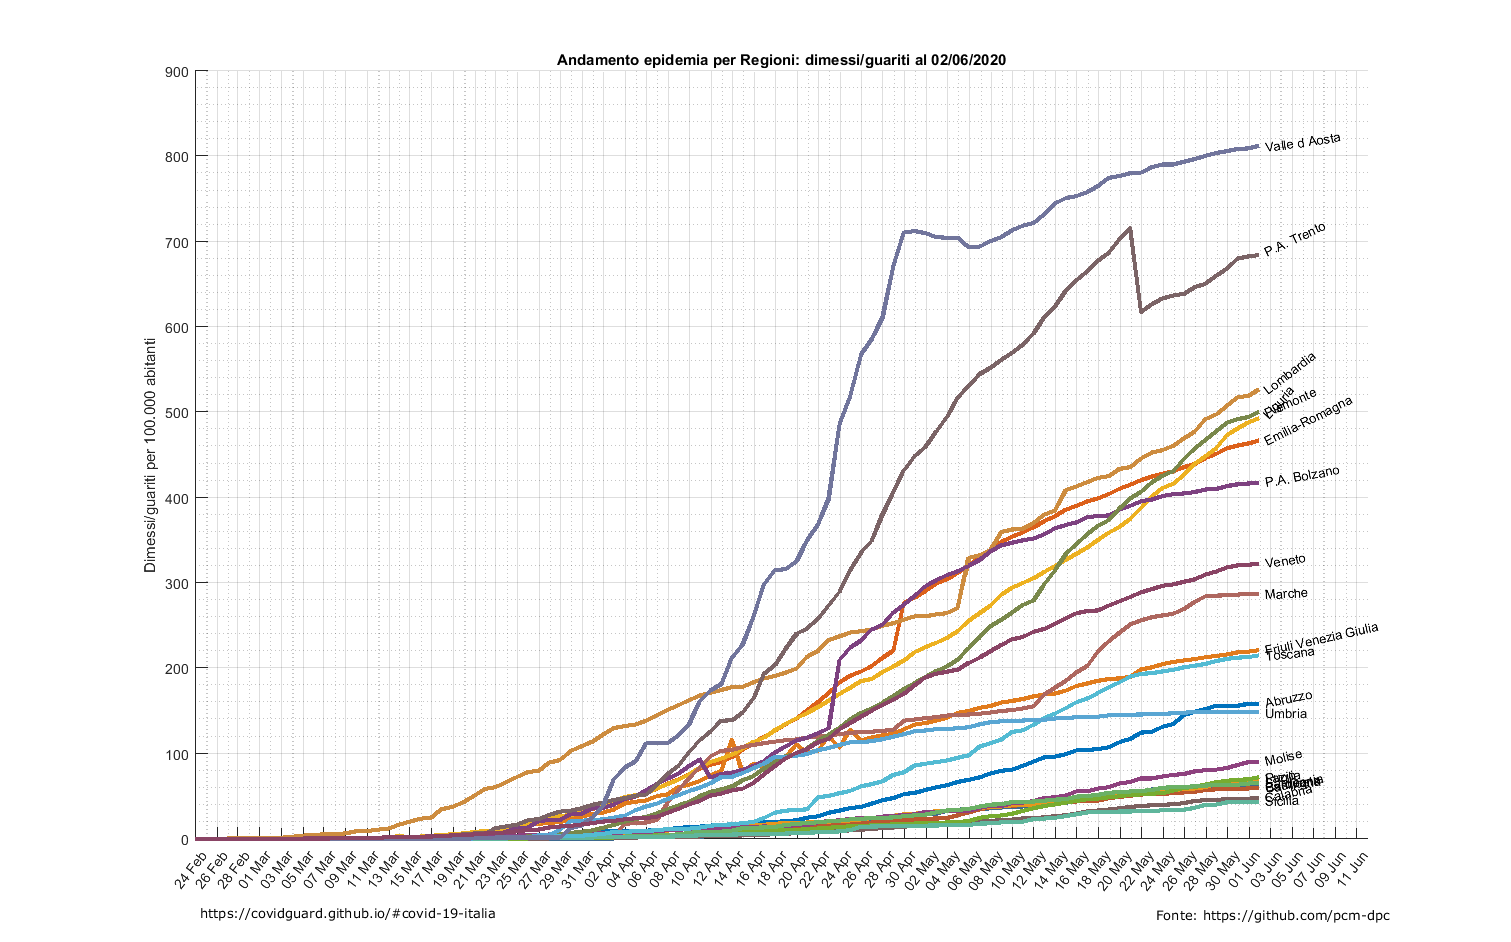 Andamento epidemia per Regioni: dimessi/guariti al 02/06/2020
Dimessi/guariti per 100.000 abitanti
900
800
700
600
500
400
300
200
100
0
Valle d Aosta
P.A. Trento
Lombardia
Piemonte
Liguria
Emilia-Romagna
P.A. Bolzano
Veneto
Marche
Friuli Venezia Giulia
Toscana
Abruzzo
Umbria
Molise
Calabria
Sicilia
24 Feb
26 Feb
28 Feb
01 Mar
03 Mar
05 Mar
07 Mar
09 Mar
11 Mar
13 Mar
15 Mar
17 Mar
19 Mar
21 Mar
23 Mar
25 Mar
27 Mar
29 Mar
31 Mar
02 Apr
04 Apr
06 Apr
08 Apr
10 Apr
12 Apr
14 Apr
16 Apr
18 Apr
20 Apr
22 Apr
24 Apr
26 Apr
28 Apr
30 Apr
02 May
04 May
06 May
08 May
10 May
12 May
14 May
16 May
18 May
20 May
22 May
24 May
26 May
28 May
30 May
01 Jun
03 Jun
05 Jun
07 Jun
09 Jun
11 Jun
https://covidguard.github.io/#covid-19-italia
Fonte: https://github.com/pcm-dpc